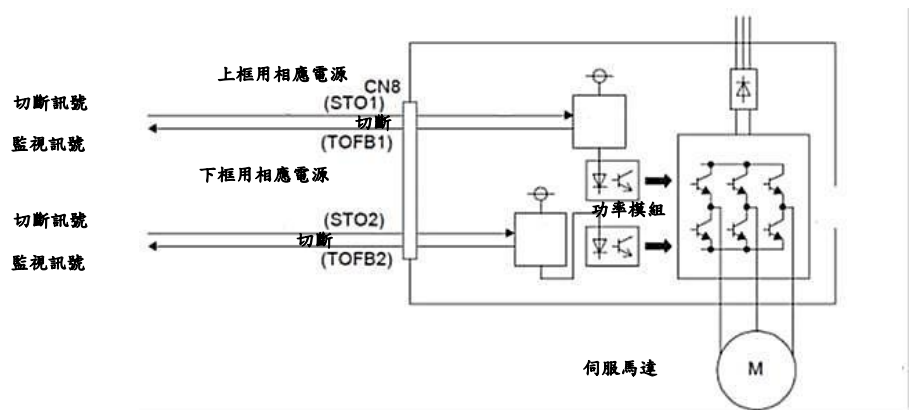 上框用相應電源
CN8
切斷訊號
(STO1)
切斷
監視訊號
(TOFB1)
下框用相應電源
功率模組
切斷訊號
(STO2)
切斷
監視訊號
(TOFB2)
伺服馬達
M